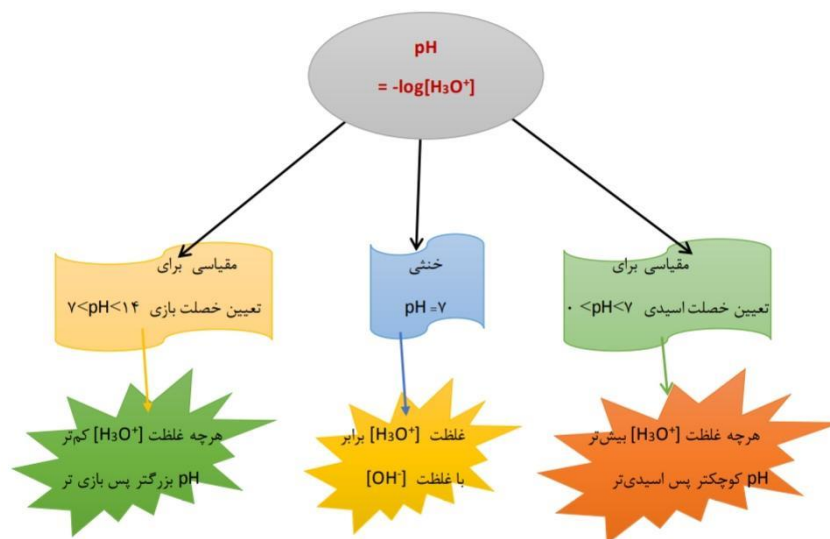 pH
= -log[H₃O⁺]
مقیاسی برای
تعیین خصلت اسیدی ۰ <pH<۷
خنثی
pH =۷
مقیاسی برای
تعیین خصلت بازی ۷<pH<۱۴
هرچه غلظت [H₃O⁺] بیش‌تر
pH کوچکتر پس اسیدی‌تر
غلظت [H₃O⁺] برابر
با غلظت [OH⁻]
هرچه غلظت [H₃O⁺] کم‌تر
pH بزرگتر پس بازی تر